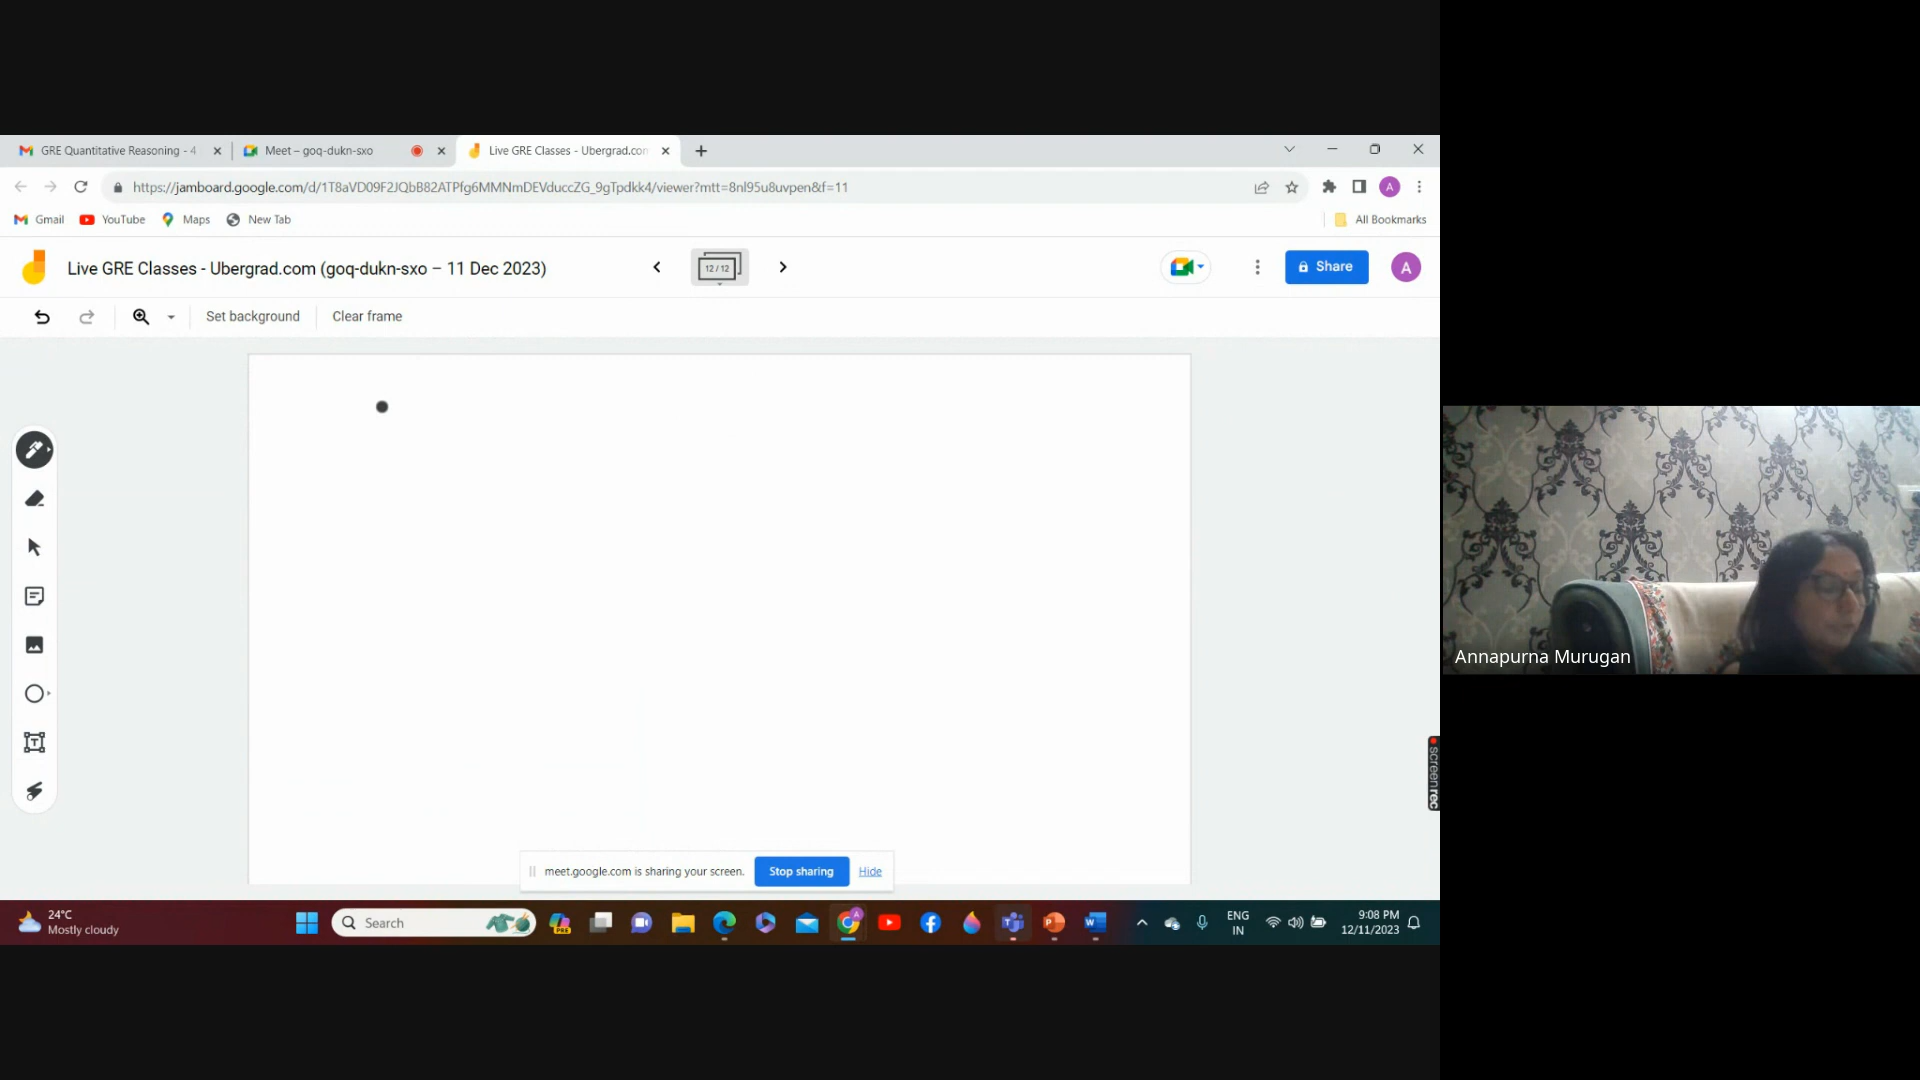 GRE Quantitative Reasoning - 4
Meet – goq-dukn-sxo
Live GRE Classes - Ubergrad.con
https://jamboard.google.com/d/1T8aVD09F2JQbB82ATPfg6MMNmDEVduccZG_9gTpdkk4/viewer?mtt=8nl95u8uvpen&f=11
A
Gmail
YouTube
Maps
New Tab
All Bookmarks
Live GRE Classes - Ubergrad.com (goq-dukn-sxo – 11 Dec 2023)
12 / 12
Share
A
Set background
Clear frame
Annapurna Murugan
screenrec
meet.google.com is sharing your screen.
Stop sharing
Hide
24°C
Mostly cloudy
Search
PRE
ENG
IN
9:08 PM
12/11/2023